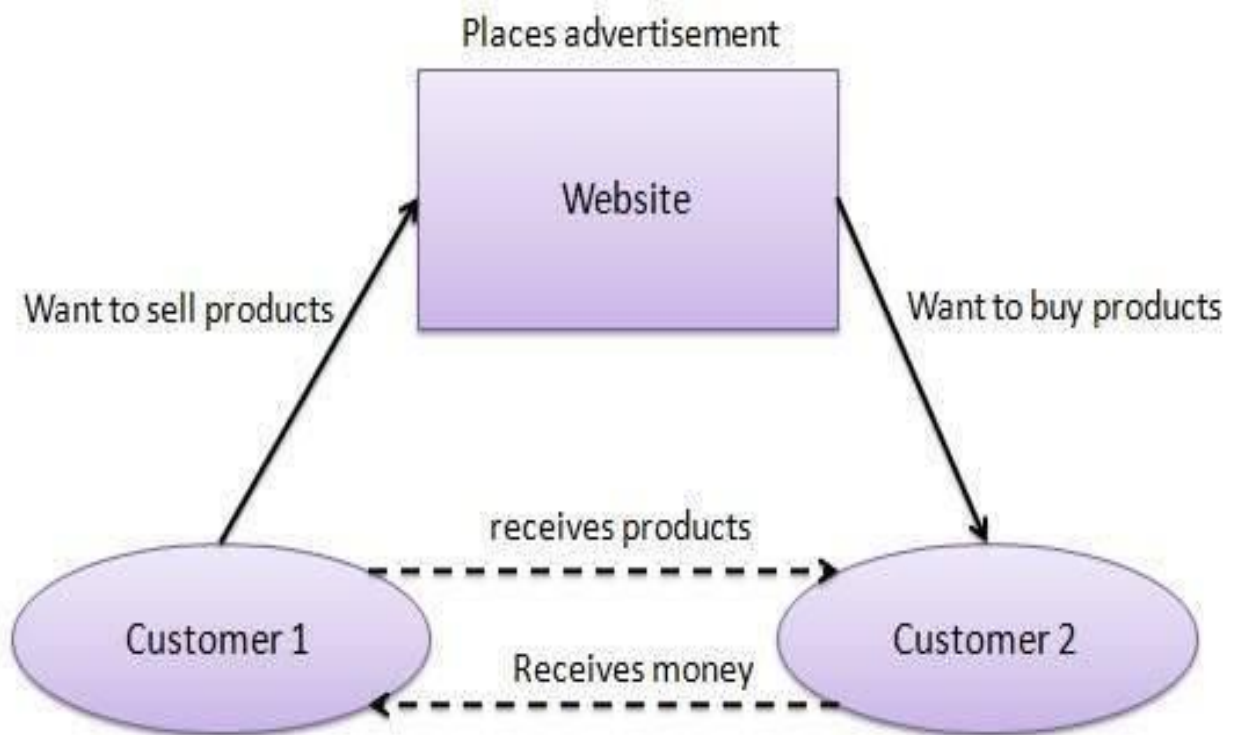 Places advertisement
Website
Want to sell products
Want to buy products
receives products
Customer 1
Customer 2
Receives money